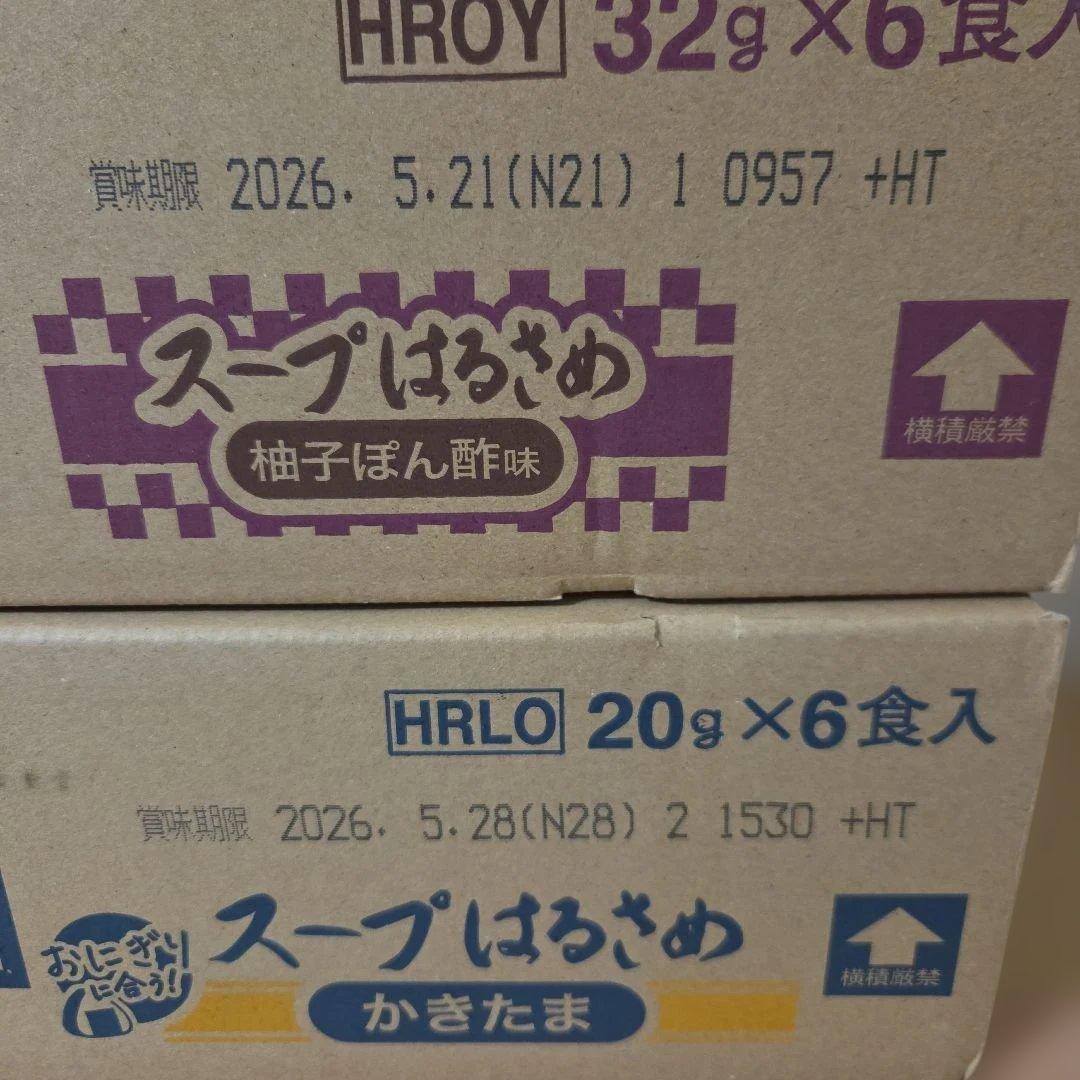 HROY 32g×6食入
賞味期限 2026. 5.21(N21) 1 0957 +HT
スープはるさめ
柚子ぽん酢味
横積厳禁
HRLO 20g×6食入
賞味期限 2026. 5.28(N28) 2 1530 +HT
おにぎりに合う!
スープはるさめ
かきたま
横積厳禁